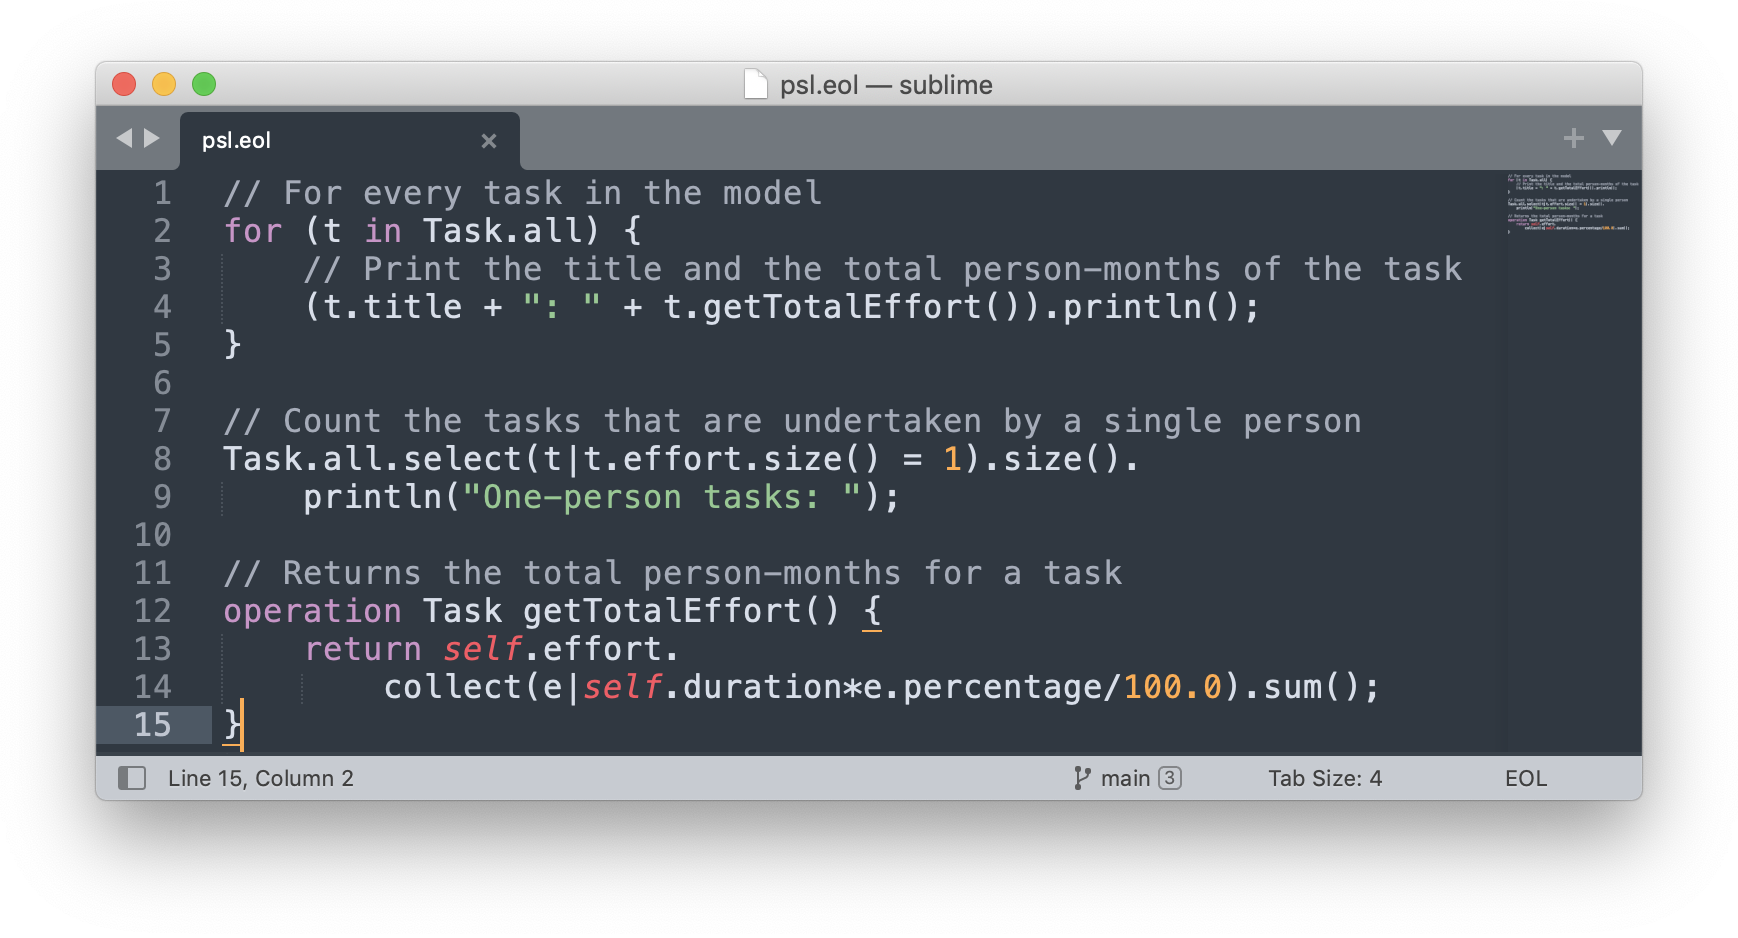 psl.eol — sublime
psl.eol
1 // For every task in the model
2 for (t in Task.all) {
3     // Print the title and the total person-months of the task
4     (t.title + ": " + t.getTotalEffort()).println();
5 }
6
7 // Count the tasks that are undertaken by a single person
8 Task.all.select(t|t.effort.size() = 1).size().
9     println("One-person tasks: ");
10
11 // Returns the total person-months for a task
12 operation Task getTotalEffort() {
13     return self.effort.
14         collect(e|self.duration*e.percentage/100.0).sum();
15 }
Line 15, Column 2 main 3 Tab Size: 4 EOL